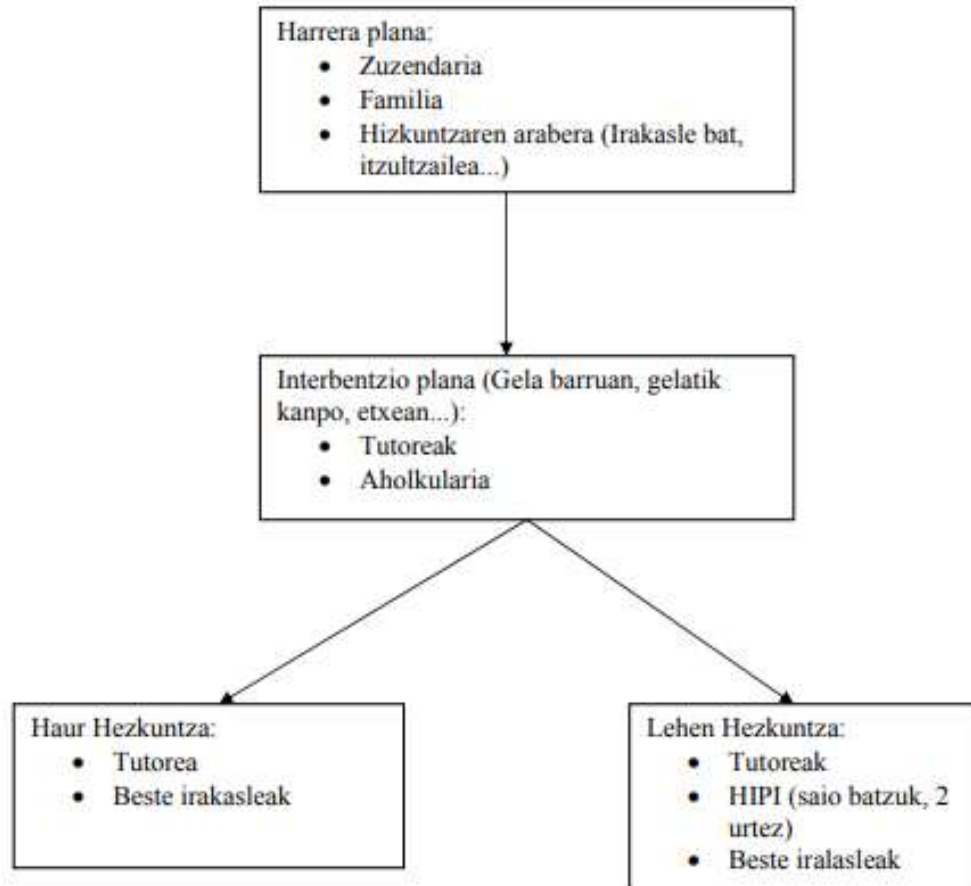 Harrera plana:
• Zuzendaria
• Familia
• Hizkuntzaren arabera (Irakasle bat,
itzultzailea...)
Interbentzio plana (Gela barruan, gelatik
kanpo, etxean...):
• Tutoreak
• Aholkularia
Haur Hezkuntza:
• Tutorea
• Beste irakasleak
Lehen Hezkuntza:
• Tutoreak
• HIPI (saio batzuk, 2
urtez)
• Beste iralasleak